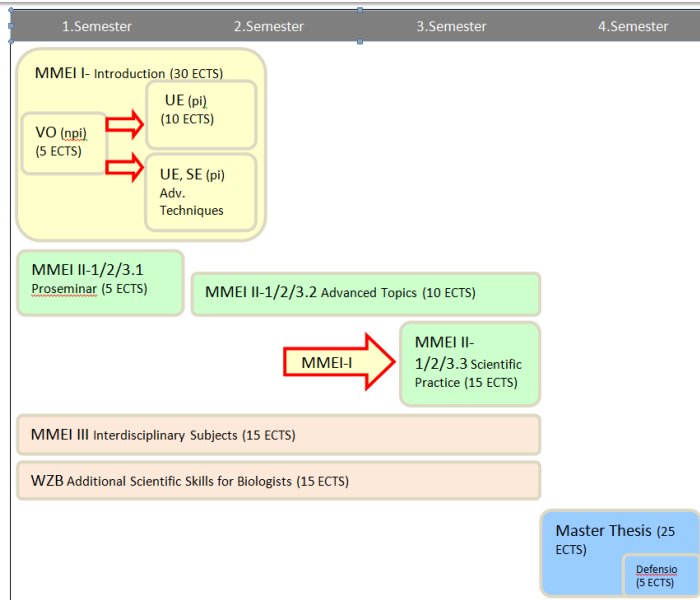 1.Semester
2.Semester
3.Semester
4.Semester
MMEI I- Introduction (30 ECTS)
VO (npi)
(5 ECTS)
UE (pi)
(10 ECTS)
UE, SE (pi)
Adv.
Techniques
MMEI II-1/2/3.1
Proseminar (5 ECTS)
MMEI II-1/2/3.2 Advanced Topics (10 ECTS)
MMEI-I
MMEI II-
1/2/3.3 Scientific
Practice (15 ECTS)
MMEI III Interdisciplinary Subjects (15 ECTS)
WZB Additional Scientific Skills for Biologists (15 ECTS)
Master Thesis (25
ECTS)
Defensio
(5 ECTS)